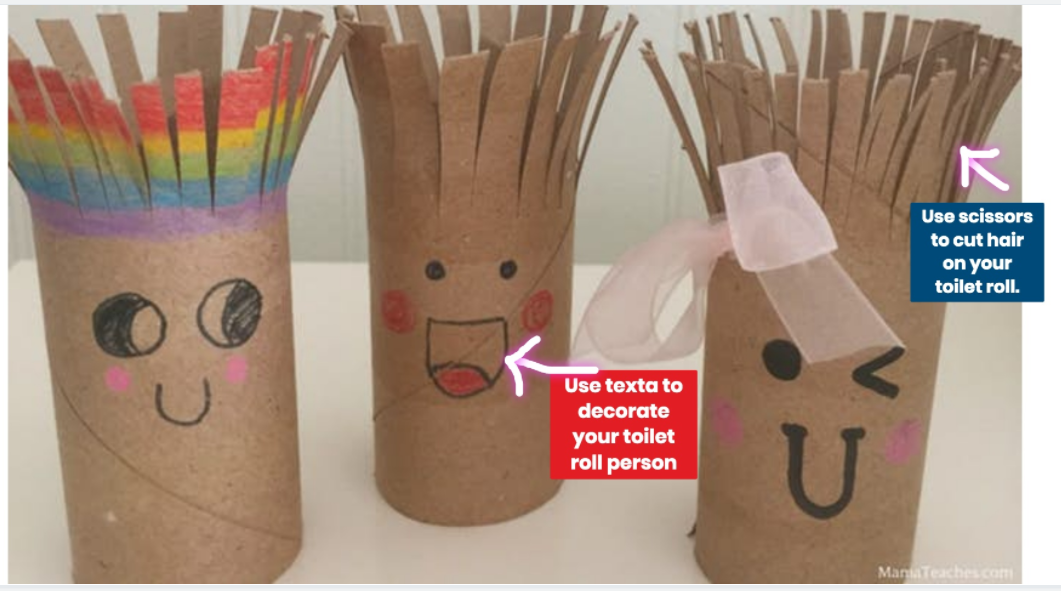 Use scissors
to cut hair
on your
toilet roll.
Use texta to
decorate
your toilet
roll person
MamaTeaches.com